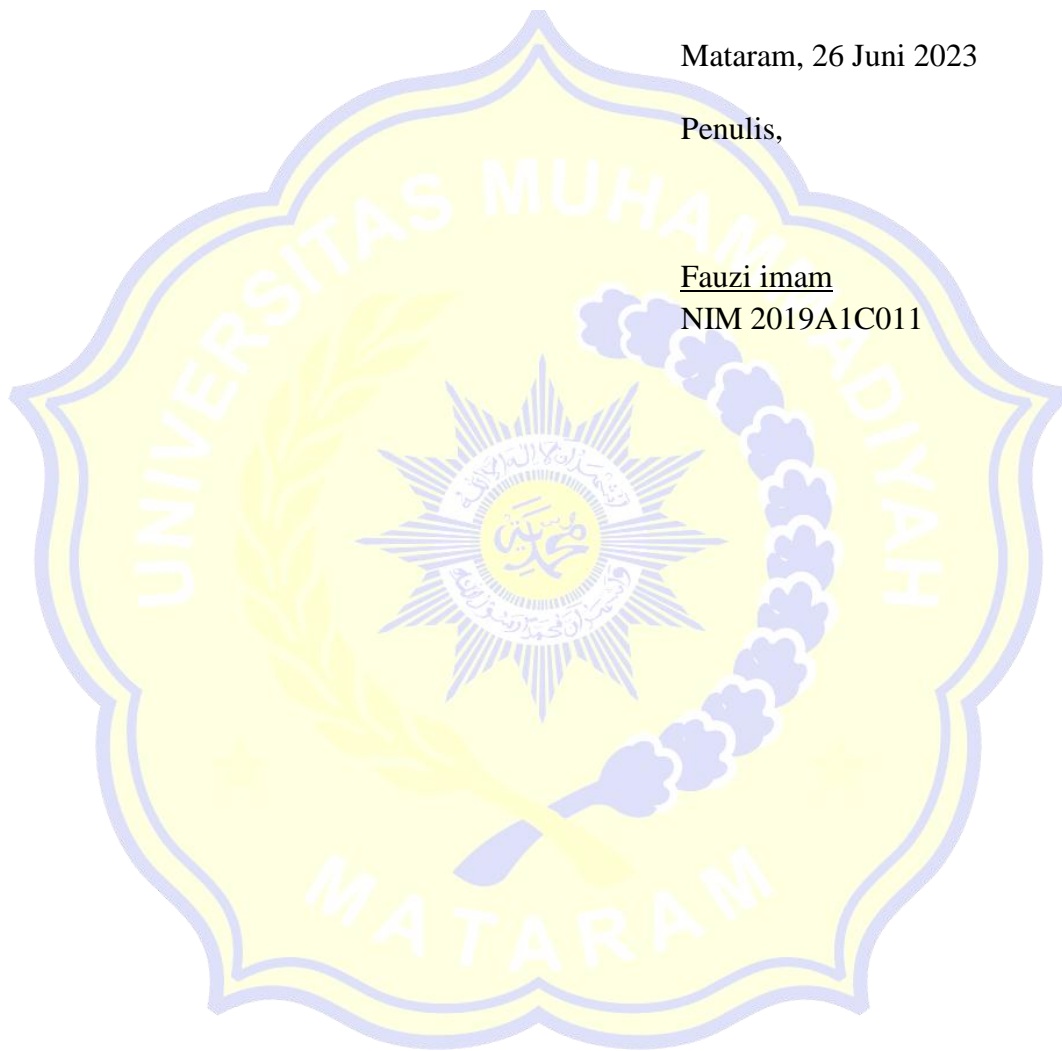 Mataram, 26 Juni 2023
Penulis,
Fauzi imam
NIM 2019A1C011
UNIVERSITAS MUHAMMADIYAH
MATARAM